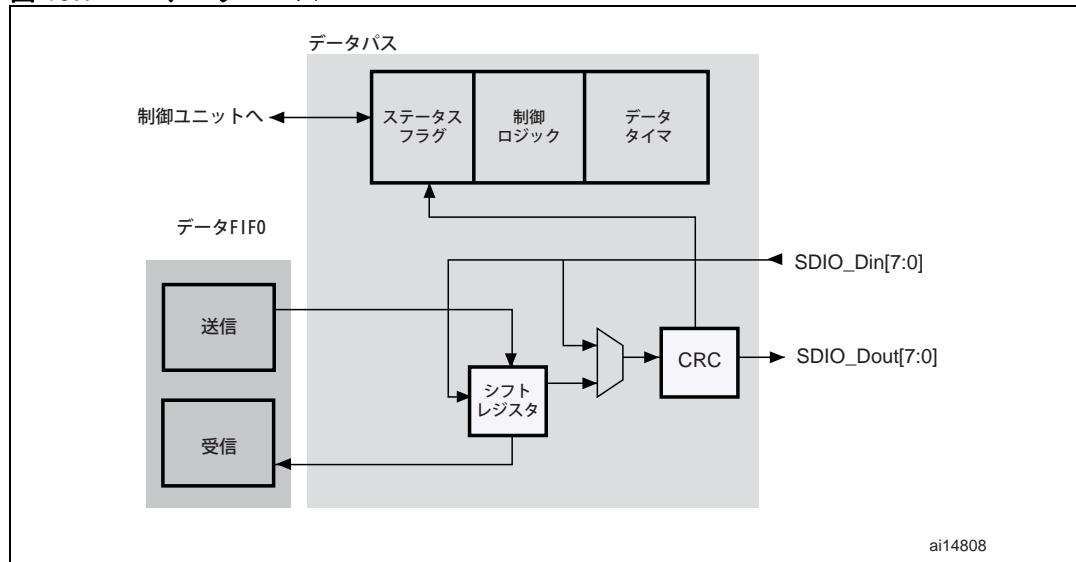 データパス
制御ユニットへ
ステータス
フラグ
制御
ロジック
データ
タイマ
データFIFO
送信
受信
シフト
レジスタ
CRC
SDIO_Din[7:0]
SDIO_Dout[7:0]
ai14808